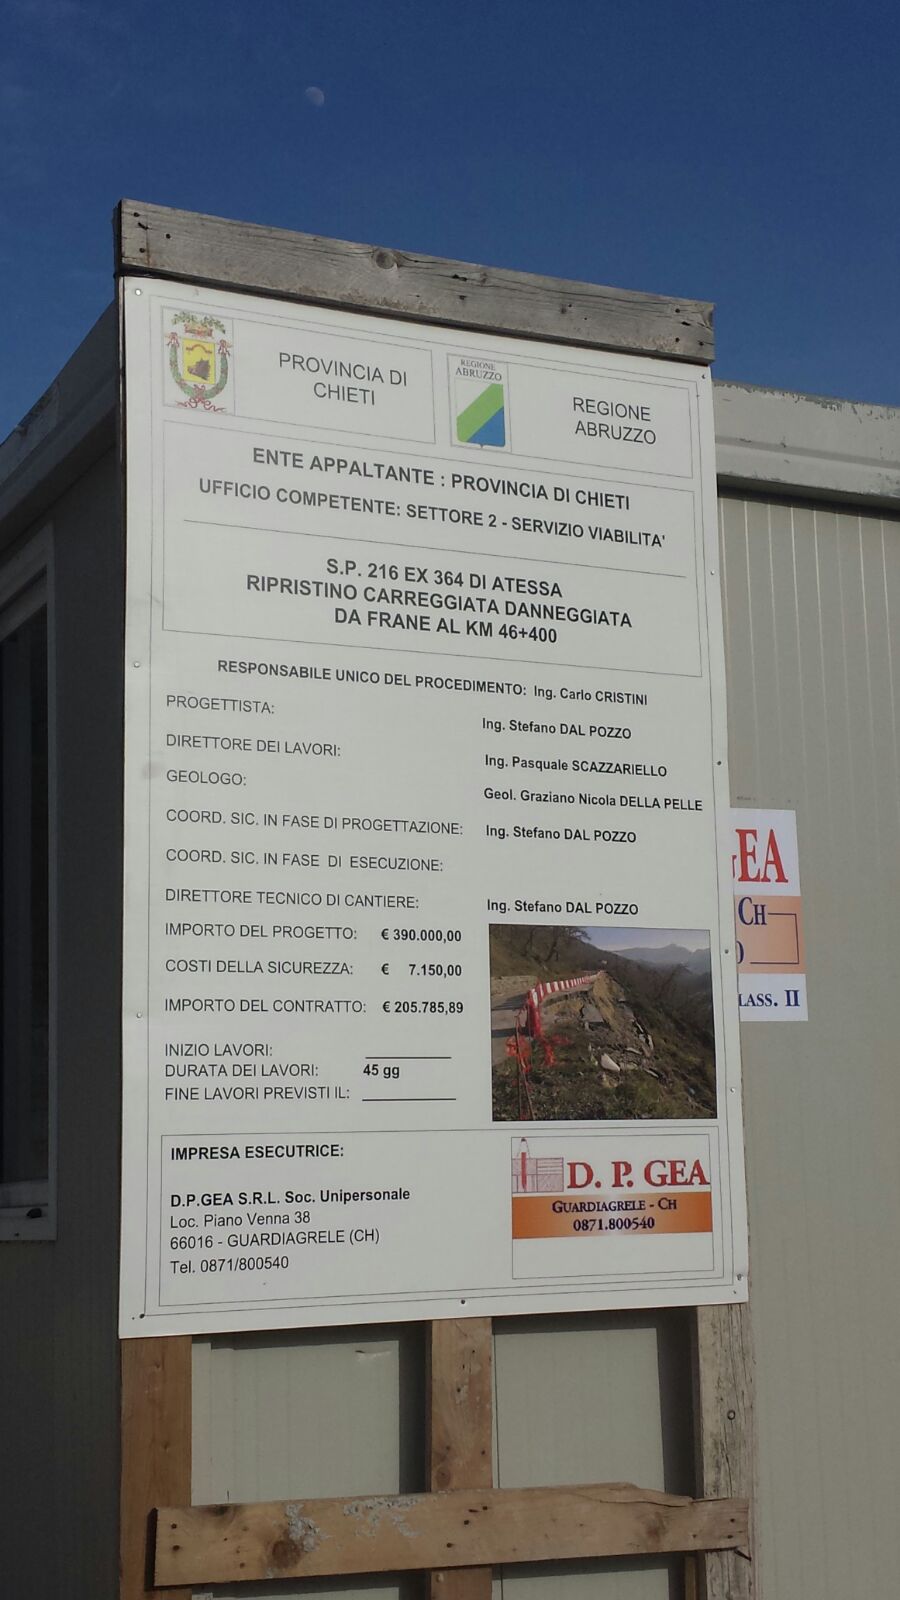 PROVINCIA DI
CHIETI
REGIONE
ABRUZZO
REGIONE
ABRUZZO
ENTE APPALTANTE : PROVINCIA DI CHIETI
UFFICIO COMPETENTE: SETTORE 2 - SERVIZIO VIABILITA'
S.P. 216 EX 364 DI ATESSA
RIPRISTINO CARREGGIATA DANNEGGIATA
DA FRANE AL KM 46+400
RESPONSABILE UNICO DEL PROCEDIMENTO: Ing. Carlo CRISTINI
PROGETTISTA: Ing. Stefano DAL POZZO
DIRETTORE DEI LAVORI: Ing. Pasquale SCAZZARIELLO
GEOLOGO: Geol. Graziano Nicola DELLA PELLE
COORD. SIC. IN FASE DI PROGETTAZIONE: Ing. Stefano DAL POZZO
COORD. SIC. IN FASE DI ESECUZIONE:
DIRETTORE TECNICO DI CANTIERE: Ing. Stefano DAL POZZO
IMPORTO DEL PROGETTO: € 390.000,00
COSTI DELLA SICUREZZA: € 7.150,00
IMPORTO DEL CONTRATTO: € 205.785,89
INIZIO LAVORI:
DURATA DEI LAVORI: 45 gg
FINE LAVORI PREVISTI IL:
IMPRESA ESECUTRICE:
D.P.GEA S.R.L. Soc. Unipersonale
Loc. Piano Venna 38
66016 - GUARDIAGRELE (CH)
Tel. 0871/800540
D. P. GEA
GUARDIAGRELE - CH
0871.800540
GEA
CH
LASS. II